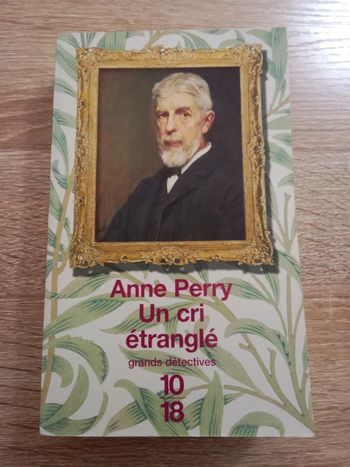 Anne Perry
Un cri
étranglé
grands détectives
10
18